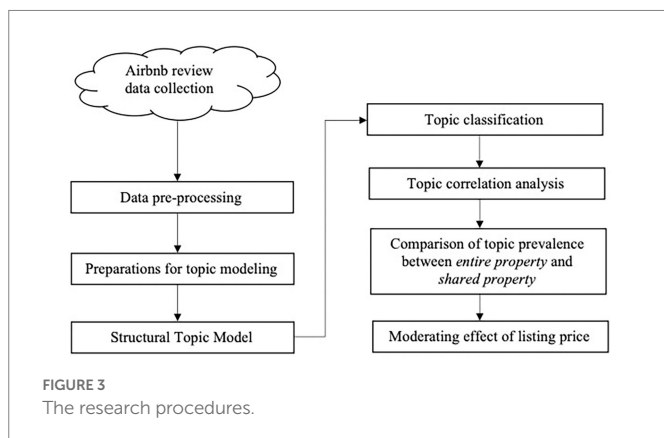 Airbnb review
data collection
Data pre-processing
Preparations for topic modeling
Structural Topic Model
Topic classification
Topic correlation analysis
Comparison of topic prevalence
between entire property and
shared property
Moderating effect of listing price
FIGURE 3
The research procedures.